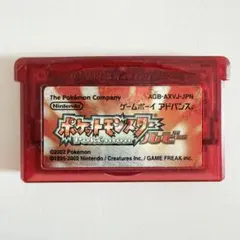 The Pokémon Company
AGB-AXVJ-JPN
Nintendo
ゲームボーイ アドバンス
ポケットモンスター
POKéMON
ルビー
©2002 Pokémon
©1995-2002 Nintendo / Creatures inc. / GAME FREAK inc.